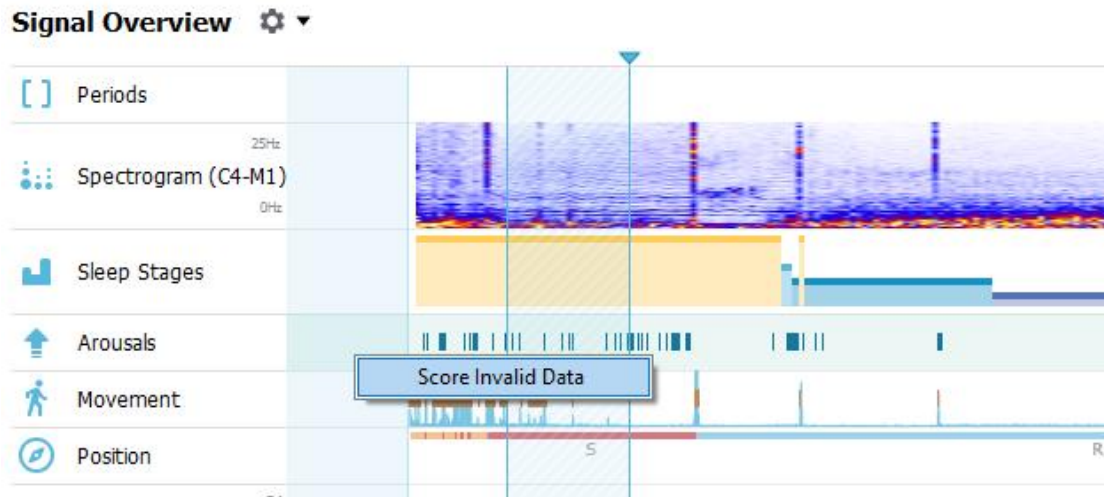 Signal Overview
Periods
25Hz
Spectrogram (C4-M1)
0Hz
Sleep Stages
Arousals
Score Invalid Data
Movement
Position
S
R